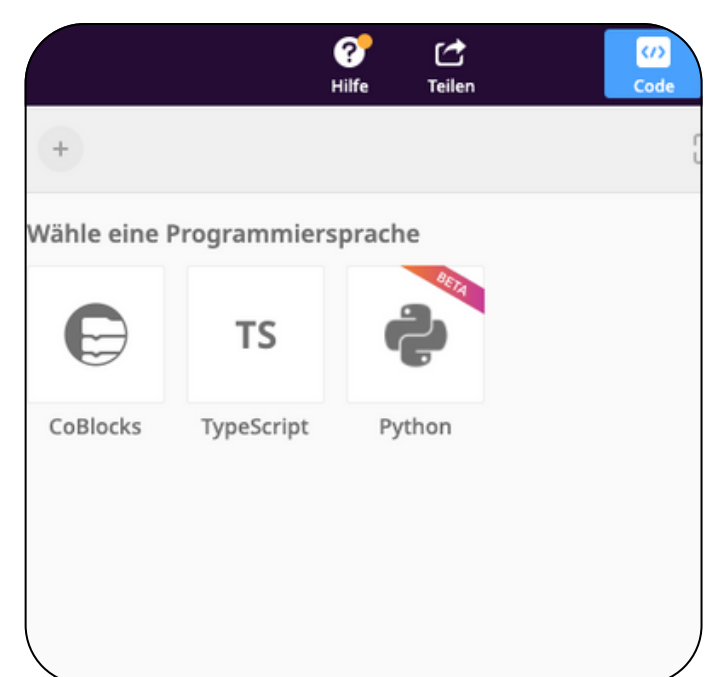 Hilfe Teilen Code
Wähle eine Programmiersprache
BETA
TS
CoBlocks TypeScript Python